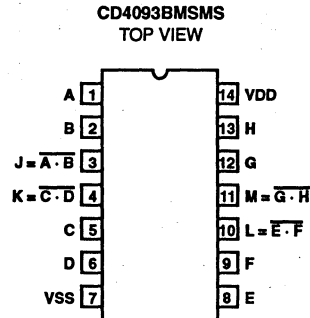 CD4093BMSMS
TOP VIEW
A 1 14 VDD
B 2 13 H
J = A̅ ̅·̅ ̅B̅ 3 12 G
K = C̅ ̅·̅ ̅D̅ 4 11 M = G̅ ̅·̅ ̅H̅
C 5 10 L = E̅ ̅·̅ ̅F̅
D 6 9 F
VSS 7 8 E